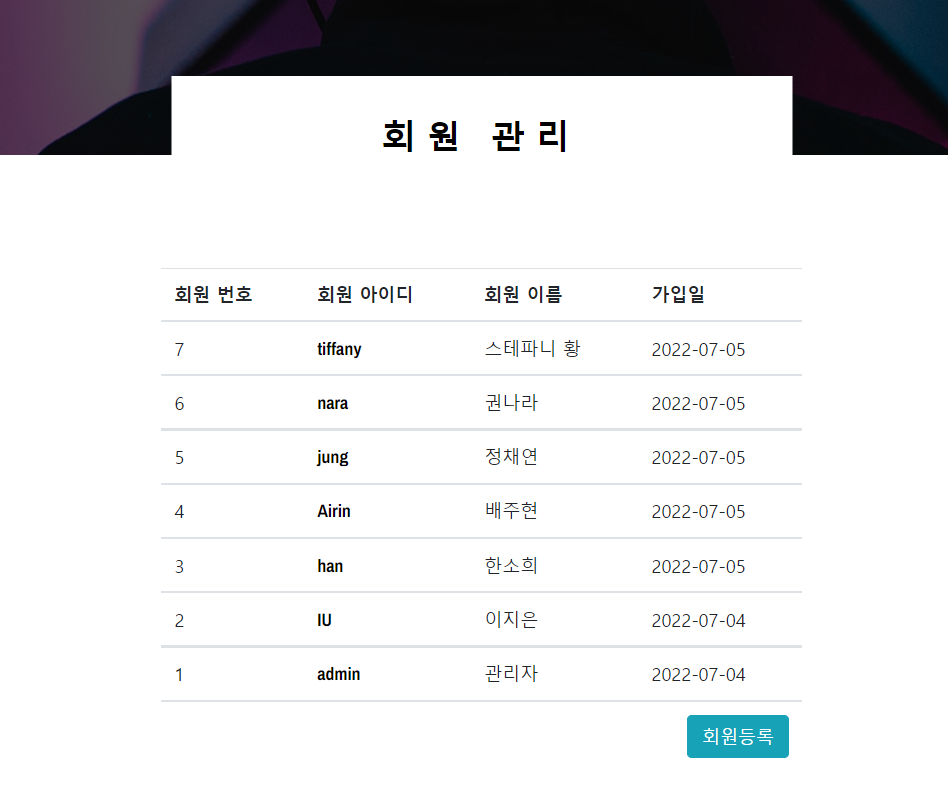 회원 관리
회원 번호 회원 아이디 회원 이름 가입일
7 tiffany 스테파니 황 2022-07-05
6 nara 권나라 2022-07-05
5 jung 정채연 2022-07-05
4 Airin 배주현 2022-07-05
3 han 한소희 2022-07-05
2 IU 이지은 2022-07-04
1 admin 관리자 2022-07-04
회원등록